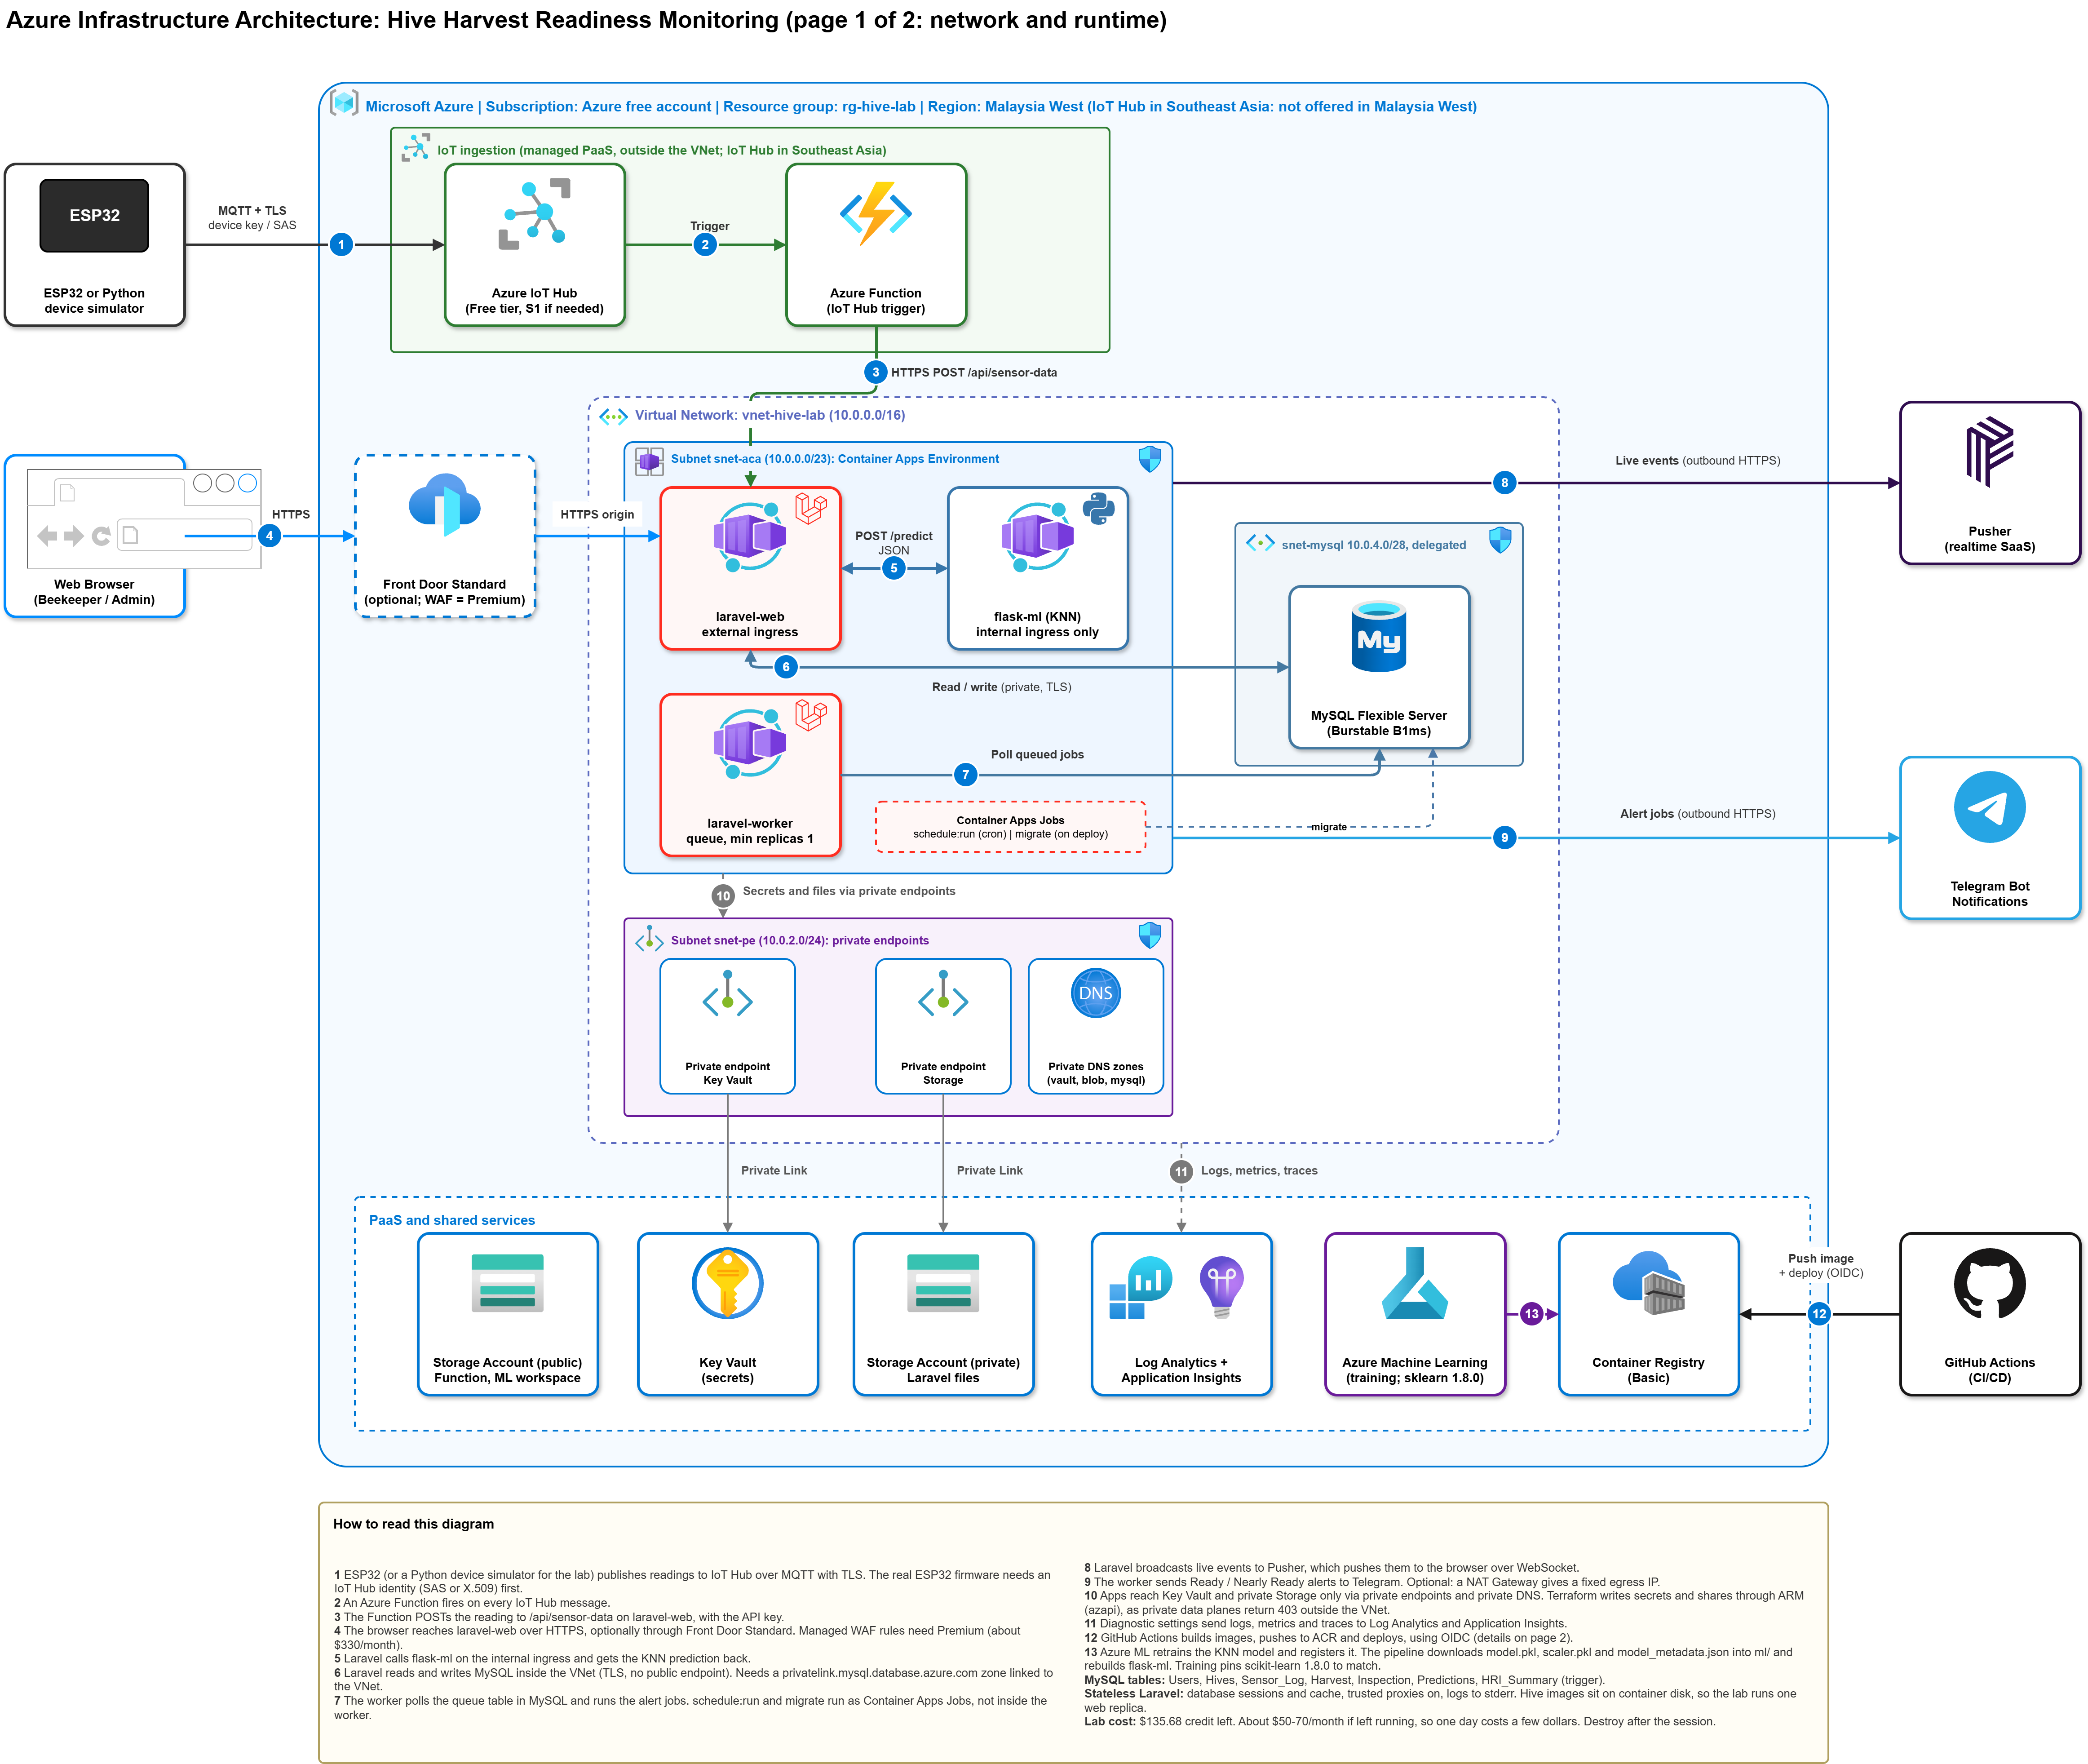 Azure Infrastructure Architecture: Hive Harvest Readiness Monitoring (page 1 of 2: network and runtime)
Microsoft Azure | Subscription: Azure free account | Resource group: rg-hive-lab | Region: Malaysia West (IoT Hub in Southeast Asia: not offered in Malaysia West)
IoT ingestion (managed PaaS, outside the VNet; IoT Hub in Southeast Asia)
ESP32
ESP32 or Python
device simulator
MQTT + TLS
device key / SAS
1
Azure IoT Hub
(Free tier, S1 if needed)
Trigger
2
Azure Function
(IoT Hub trigger)
3
HTTPS POST /api/sensor-data
Virtual Network: vnet-hive-lab (10.0.0.0/16)
Subnet snet-aca (10.0.0.0/23): Container Apps Environment
Web Browser
(Beekeeper / Admin)
HTTPS
4
Front Door Standard
(optional; WAF = Premium)
HTTPS origin
laravel-web
external ingress
POST /predict
JSON
5
flask-ml (KNN)
internal ingress only
Live events (outbound HTTPS)
8
Pusher
(realtime SaaS)
snet-mysql 10.0.4.0/28, delegated
My
MySQL Flexible Server
(Burstable B1ms)
6
Read / write (private, TLS)
laravel-worker
queue, min replicas 1
Poll queued jobs
7
Container Apps Jobs
schedule:run (cron) | migrate (on deploy)
migrate
Alert jobs (outbound HTTPS)
9
Telegram Bot
Notifications
10
Secrets and files via private endpoints
Subnet snet-pe (10.0.2.0/24): private endpoints
Private endpoint
Key Vault
Private endpoint
Storage
DNS
Private DNS zones
(vault, blob, mysql)
Private Link
Private Link
11
Logs, metrics, traces
PaaS and shared services
Storage Account (public)
Function, ML workspace
Key Vault
(secrets)
Storage Account (private)
Laravel files
Log Analytics +
Application Insights
Azure Machine Learning
(training; sklearn 1.8.0)
13
Container Registry
(Basic)
Push image
+ deploy (OIDC)
12
GitHub Actions
(CI/CD)
How to read this diagram
1 ESP32 (or a Python device simulator for the lab) publishes readings to IoT Hub over MQTT with TLS. The real ESP32 firmware needs an
IoT Hub identity (SAS or X.509) first.
2 An Azure Function fires on every IoT Hub message.
3 The Function POSTs the reading to /api/sensor-data on laravel-web, with the API key.
4 The browser reaches laravel-web over HTTPS, optionally through Front Door Standard. Managed WAF rules need Premium (about
$330/month).
5 Laravel calls flask-ml on the internal ingress and gets the KNN prediction back.
6 Laravel reads and writes MySQL inside the VNet (TLS, no public endpoint). Needs a privatelink.mysql.database.azure.com zone linked to
the VNet.
7 The worker polls the queue table in MySQL and runs the alert jobs. schedule:run and migrate run as Container Apps Jobs, not inside the
worker.
8 Laravel broadcasts live events to Pusher, which pushes them to the browser over WebSocket.
9 The worker sends Ready / Nearly Ready alerts to Telegram. Optional: a NAT Gateway gives a fixed egress IP.
10 Apps reach Key Vault and private Storage only via private endpoints and private DNS. Terraform writes secrets and shares through ARM
(azapi), as private data planes return 403 outside the VNet.
11 Diagnostic settings send logs, metrics and traces to Log Analytics and Application Insights.
12 GitHub Actions builds images, pushes to ACR and deploys, using OIDC (details on page 2).
13 Azure ML retrains the KNN model and registers it. The pipeline downloads model.pkl, scaler.pkl and model_metadata.json into ml/ and
rebuilds flask-ml. Training pins scikit-learn 1.8.0 to match.
MySQL tables: Users, Hives, Sensor_Log, Harvest, Inspection, Predictions, HRI_Summary (trigger).
Stateless Laravel: database sessions and cache, trusted proxies on, logs to stderr. Hive images sit on container disk, so the lab runs one
web replica.
Lab cost: $135.68 credit left. About $50-70/month if left running, so one day costs a few dollars. Destroy after the session.